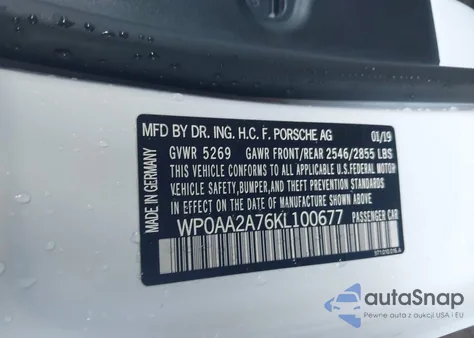 MFD BY DR. ING. H.C. F. PORSCHE AG 01/19
GVWR 5269 GAWR FRONT/REAR 2546/2855 LBS
THIS VEHICLE CONFORMS TO ALL APPLICABLE U.S.FEDERAL MOTOR
VEHICLE SAFETY,BUMPER,AND THEFT PREVENTION STANDARDS IN
EFFECT ON THE DATE OF MANUFACTURE SHOWN ABOVE
WP0AA2A76KL100677 PASSENGER CAR
MADE IN GERMANY
autoSnap
Pewne auta z aukcji USA i EU